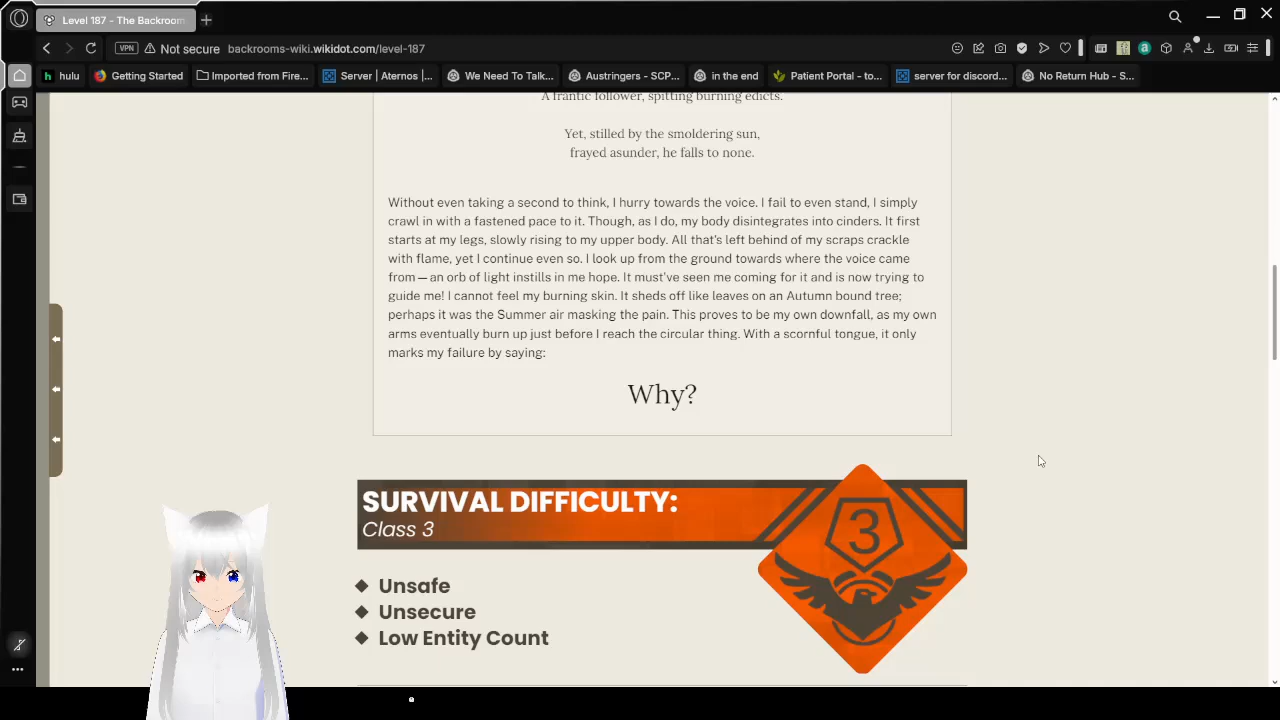 Level 187 - The Backroom
VPN Not secure backrooms-wiki.wikidot.com/level-187
hulu Getting Started Imported from Fire... Server | Aternos |... We Need To Talk... Austringers - SCP... in the end Patient Portal - to... server for discord... No Return Hub - S...
A frantic follower, spitting burning edicts.
Yet, stilled by the smoldering sun,
frayed asunder, he falls to none.
Without even taking a second to think, I hurry towards the voice. I fail to even stand, I simply
crawl in with a fastened pace to it. Though, as I do, my body disintegrates into cinders. It first
starts at my legs, slowly rising to my upper body. All that's left behind of my scraps crackle
with flame, yet I continue even so. I look up from the ground towards where the voice came
from—an orb of light instills in me hope. It must've seen me coming for it and is now trying to
guide me! I cannot feel my burning skin. It sheds off like leaves on an Autumn bound tree;
perhaps it was the Summer air masking the pain. This proves to be my own downfall, as my own
arms eventually burn up just before I reach the circular thing. With a scornful tongue, it only
marks my failure by saying:
Why?
SURVIVAL DIFFICULTY:
Class 3
3
Unsafe
Unsecure
Low Entity Count